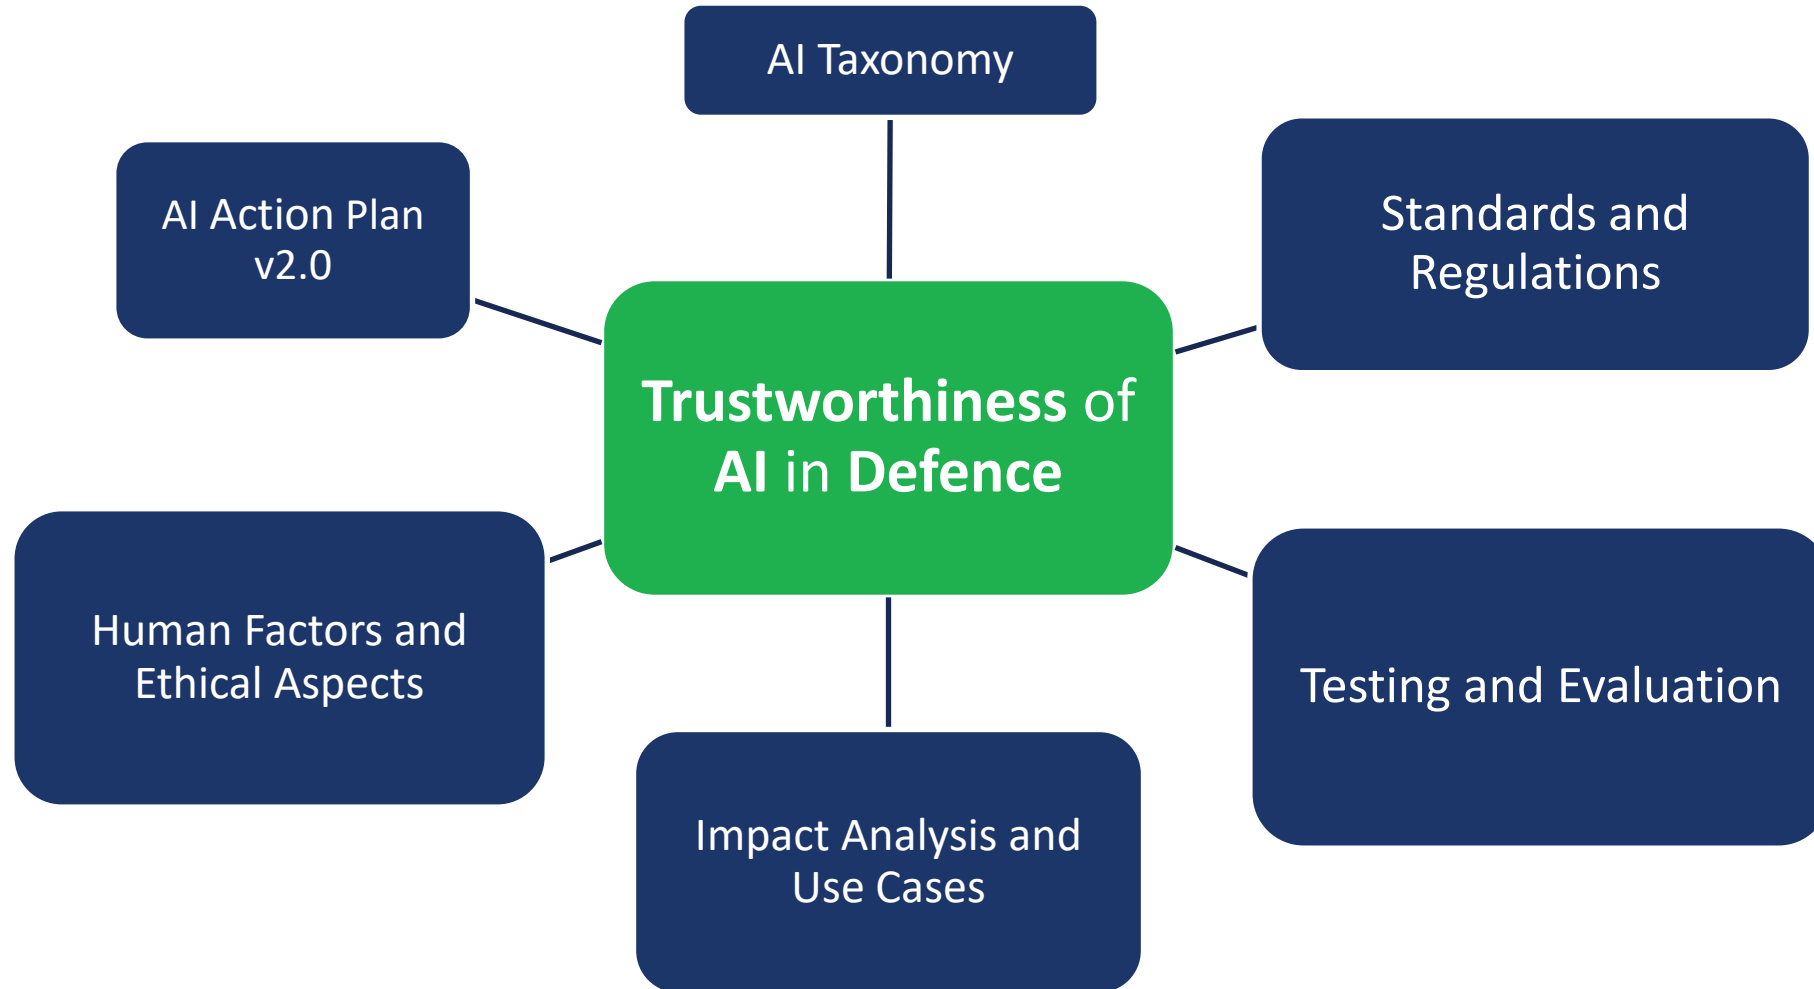 AI Taxonomy
AI Action Plan
v2.0
Standards and
Regulations
Trustworthiness of
AI in Defence
Human Factors and
Ethical Aspects
Testing and Evaluation
Impact Analysis and
Use Cases